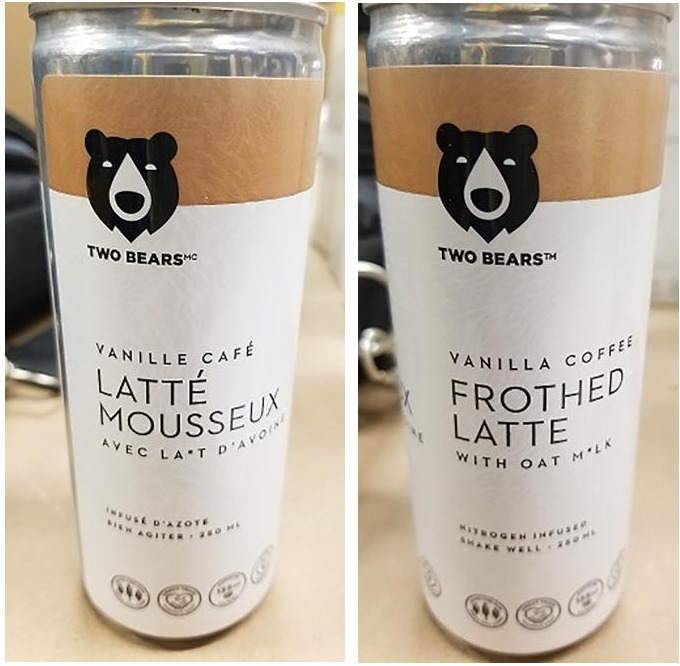 TWO BEARSᴹᶜ
VANILLE CAFÉ
LATTÉ
MOUSSEUX
AVEC LA*T D'AVOINE
INFUSÉ D'AZOTE
BIEN AGITER • 250 ML
TWO BEARS™
VANILLA COFFEE
FROTHED
LATTE
WITH OAT M*LK
NITROGEN INFUSED
SHAKE WELL • 250 ML